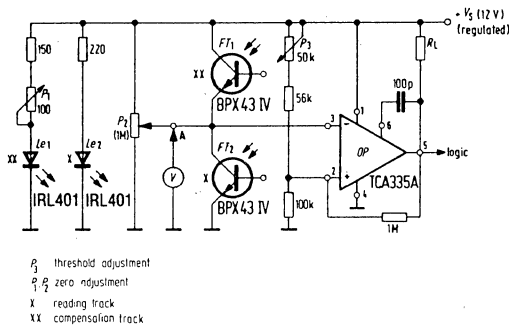 + Vs (12 V)
(regulated)
150
220
FT1
P3
50k
RL
XX
BPX43 IV
100p
P1
100
56k
P2
(1M)
A
3
1
6
Le1
Le2
FT2
OP
5
logic
XX
X
V
X
2
TCA335A
IRL401
IRL401
BPX43 IV
100k
4
1M
P3 threshold adjustment
P1, P2 zero adjustment
X reading track
XX compensation track